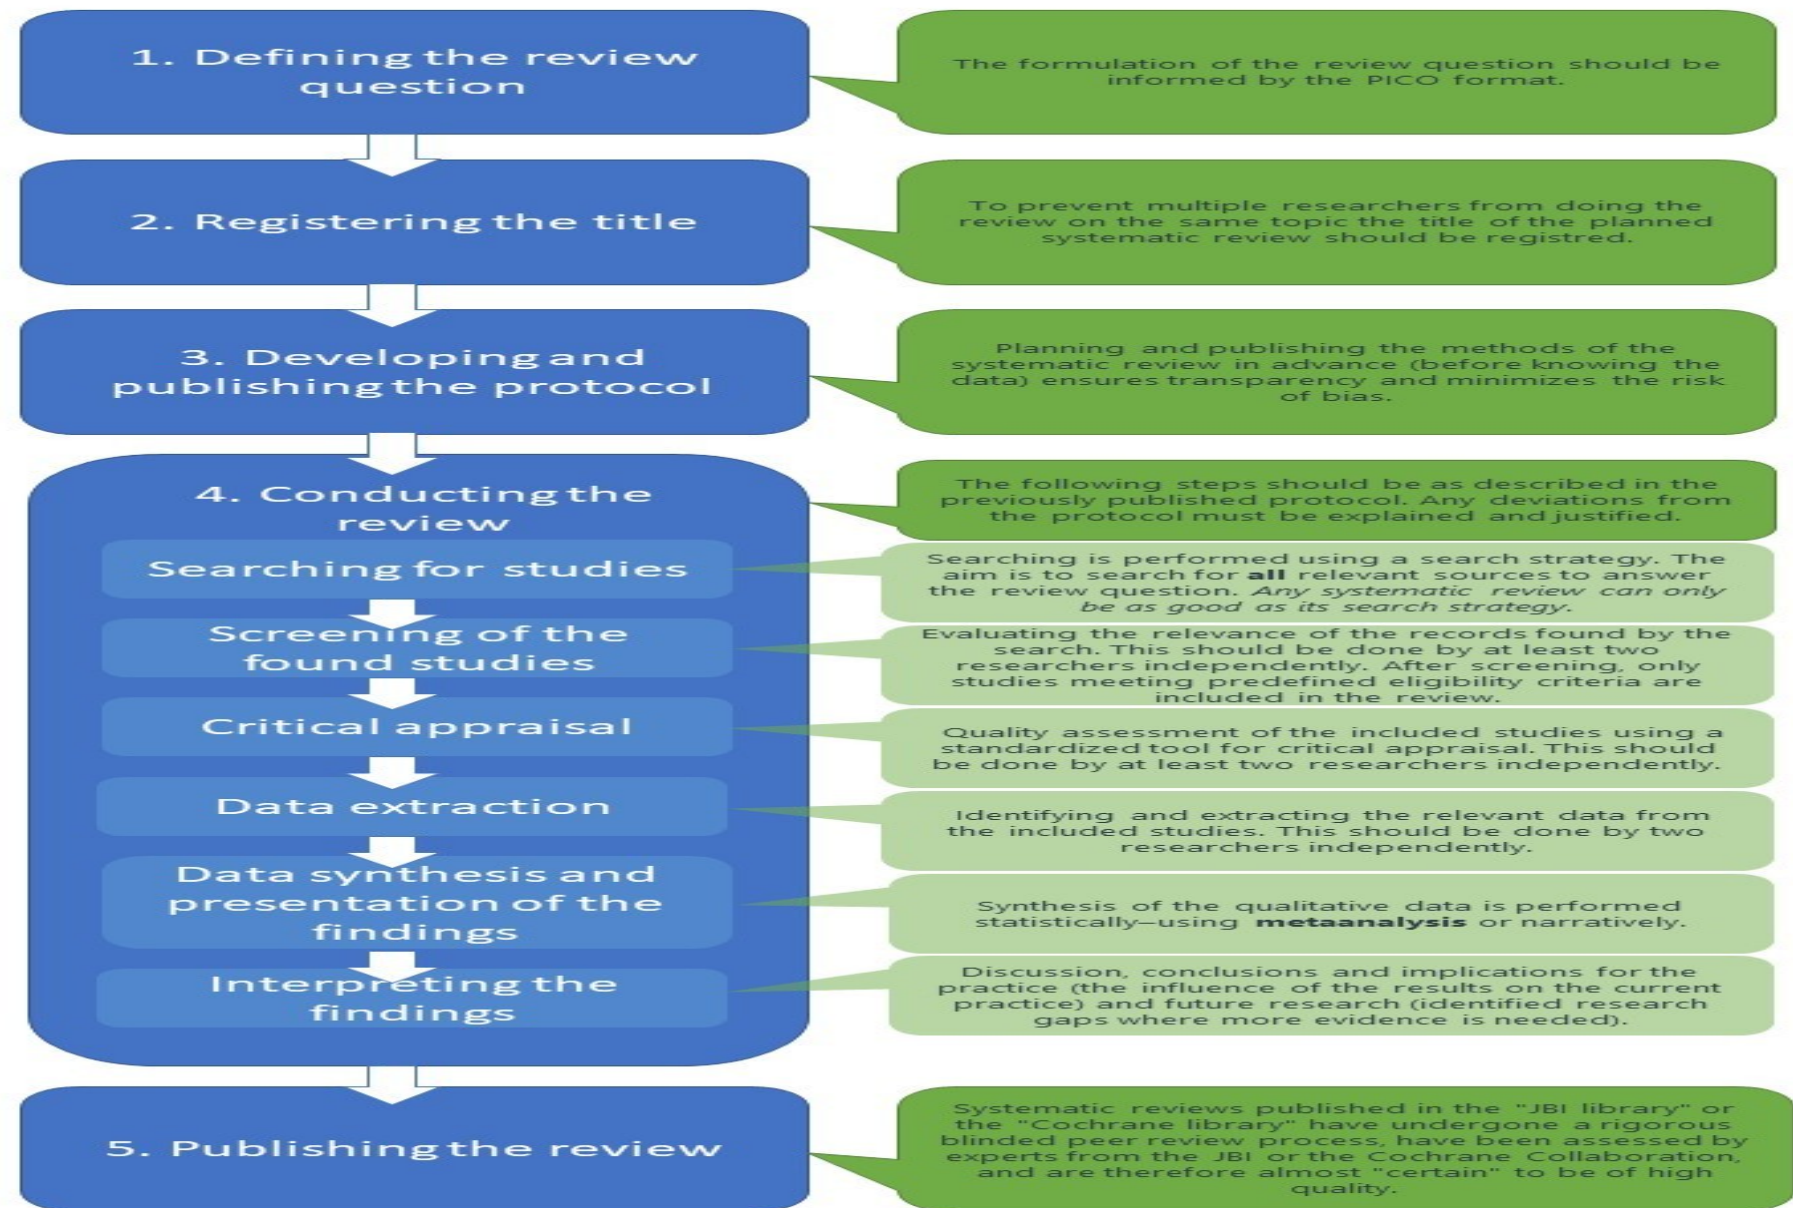 1. Defining the review
question
The formulation of the review question should be
informed by the PICO format.
2. Registering the title
To prevent multiple researchers from doing the
review on the same topic the title of the planned
systematic review should be registred.
3. Developing and
publishing the protocol
Planning and publishing the methods of the
systematic review in advance (before knowing the
data) ensures transparency and minimizes the risk
of bias.
4. Conducting the
review
The following steps should be as described in the
previously published protocol. Any deviations from
the protocol must be explained and justified.
Searching for studies
Searching is performed using a search strategy. The
aim is to search for all relevant sources to answer
the review question. Any systematic review can only
be as good as its search strategy.
Screening of the
found studies
Evaluating the relevance of the records found by the
search. This should be done by at least two
researchers independently. After screening, only
studies meeting predefined eligibility criteria are
included in the review.
Critical appraisal
Quality assessment of the included studies using a
standardized tool for critical appraisal. This should
be done by at least two researchers independently.
Data extraction
Identifying and extracting the relevant data from
the included studies. This should be done by two
researchers independently.
Data synthesis and
presentation of the
findings
Synthesis of the qualitative data is performed
statistically–using metaanalysis or narratively.
Interpreting the
findings
Discussion, conclusions and implications for the
practice (the influence of the results on the current
practice) and future research (identified research
gaps where more evidence is needed).
5. Publishing the review
Systematic reviews published in the "JBI library" or
the "Cochrane library" have undergone a rigorous
blinded peer review process, have been assessed by
experts from the JBI or the Cochrane Collaboration,
and are therefore almost "certain" to be of high
quality.